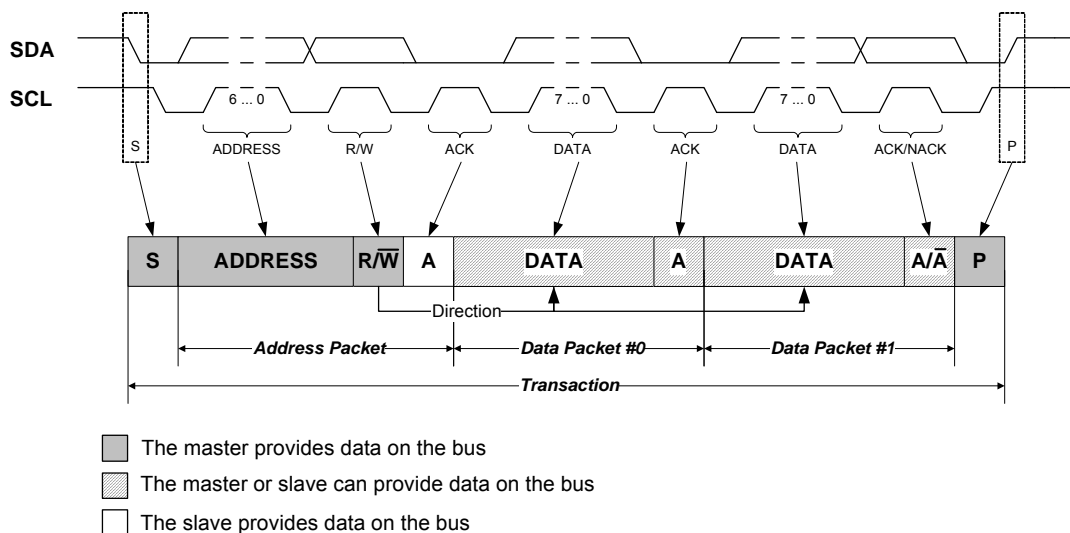 SDA
SCL
6 ... 0
7 ... 0
7 ... 0
S
ADDRESS
R/W
ACK
DATA
ACK
DATA
ACK/NACK
P
S
ADDRESS
R/W̅
A
DATA
A
DATA
A/A̅
P
Direction
Address Packet
Data Packet #0
Data Packet #1
Transaction
The master provides data on the bus
The master or slave can provide data on the bus
The slave provides data on the bus